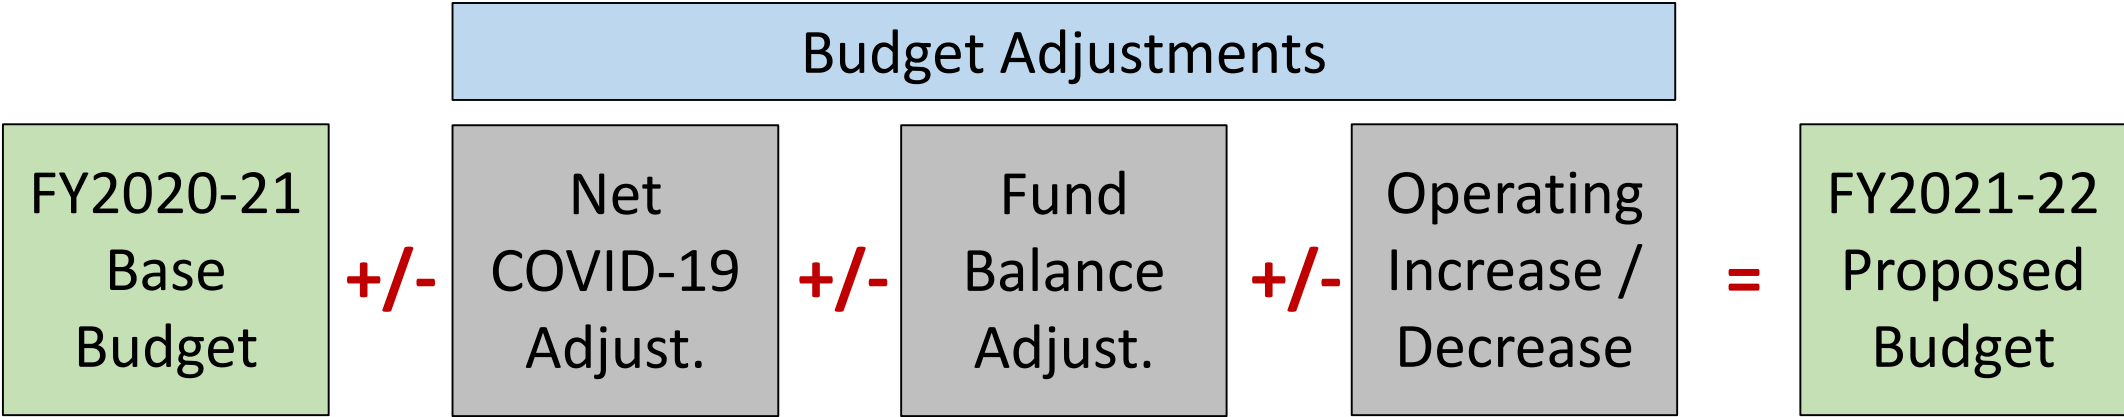 Budget Adjustments
FY2020-21
Base
Budget
+/-
Net
COVID-19
Adjust.
+/-
Fund
Balance
Adjust.
+/-
Operating
Increase /
Decrease
=
FY2021-22
Proposed
Budget